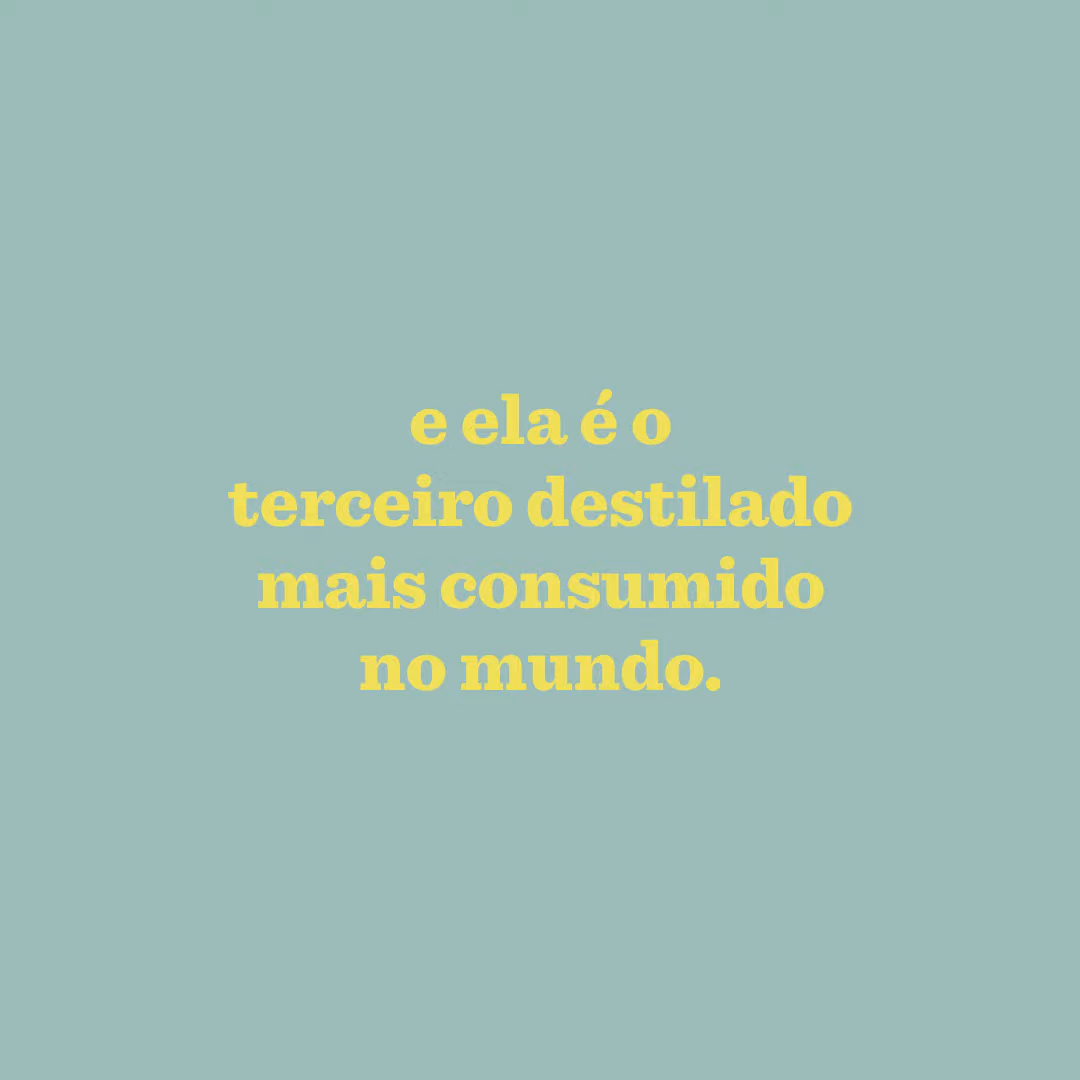 e ela é o
terceiro destilado
mais consumido
no mundo.